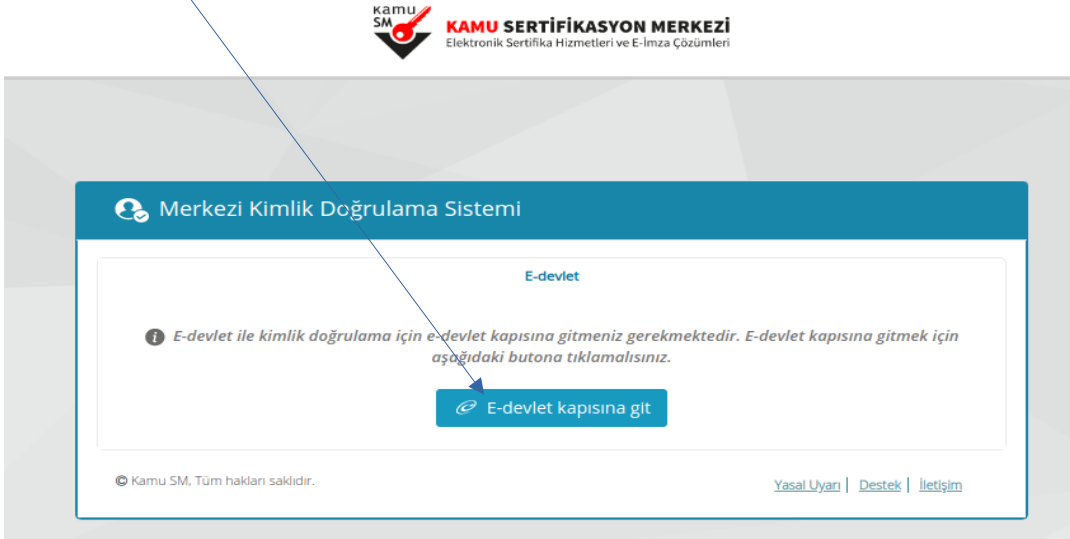 Kamu
SM
KAMU SERTİFİKASYON MERKEZİ
Elektronik Sertifika Hizmetleri ve E-İmza Çözümleri
Merkezi Kimlik Doğrulama Sistemi
E-devlet
E-devlet ile kimlik doğrulama için e-devlet kapısına gitmeniz gerekmektedir. E-devlet kapısına gitmek için
aşağıdaki butona tıklamalısınız.
E-devlet kapısına git
© Kamu SM, Tüm hakları saklıdır.
Yasal Uyarı | Destek | İletişim